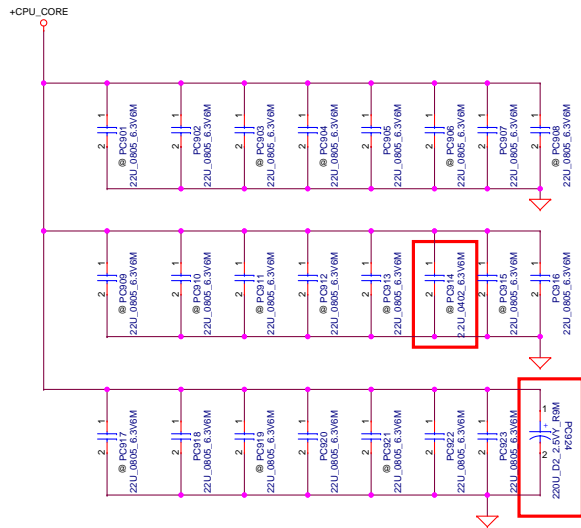 +CPU_CORE
1
2
@ PC901
22U_0805_6.3V6M
1
2
PC902
22U_0805_6.3V6M
1
2
@ PC903
22U_0805_6.3V6M
1
2
@ PC904
22U_0805_6.3V6M
1
2
PC905
22U_0805_6.3V6M
1
2
@ PC906
22U_0805_6.3V6M
1
2
PC907
22U_0805_6.3V6M
1
2
@ PC908
22U_0805_6.3V6M
1
2
@ PC909
22U_0805_6.3V6M
1
2
@ PC910
22U_0805_6.3V6M
1
2
@ PC911
22U_0805_6.3V6M
1
2
@ PC912
22U_0805_6.3V6M
1
2
@ PC913
22U_0805_6.3V6M
1
2
@ PC914
2.2U_0402_6.3V6M
1
2
@ PC915
22U_0805_6.3V6M
1
2
PC916
22U_0805_6.3V6M
1
2
@ PC917
22U_0805_6.3V6M
1
2
PC918
22U_0805_6.3V6M
1
2
@ PC919
22U_0805_6.3V6M
1
2
@ PC920
22U_0805_6.3V6M
1
2
@ PC921
22U_0805_6.3V6M
1
2
PC922
22U_0805_6.3V6M
1
2
PC923
22U_0805_6.3V6M
1
+
2
PC924
220U_D2_2.5VY_R9M